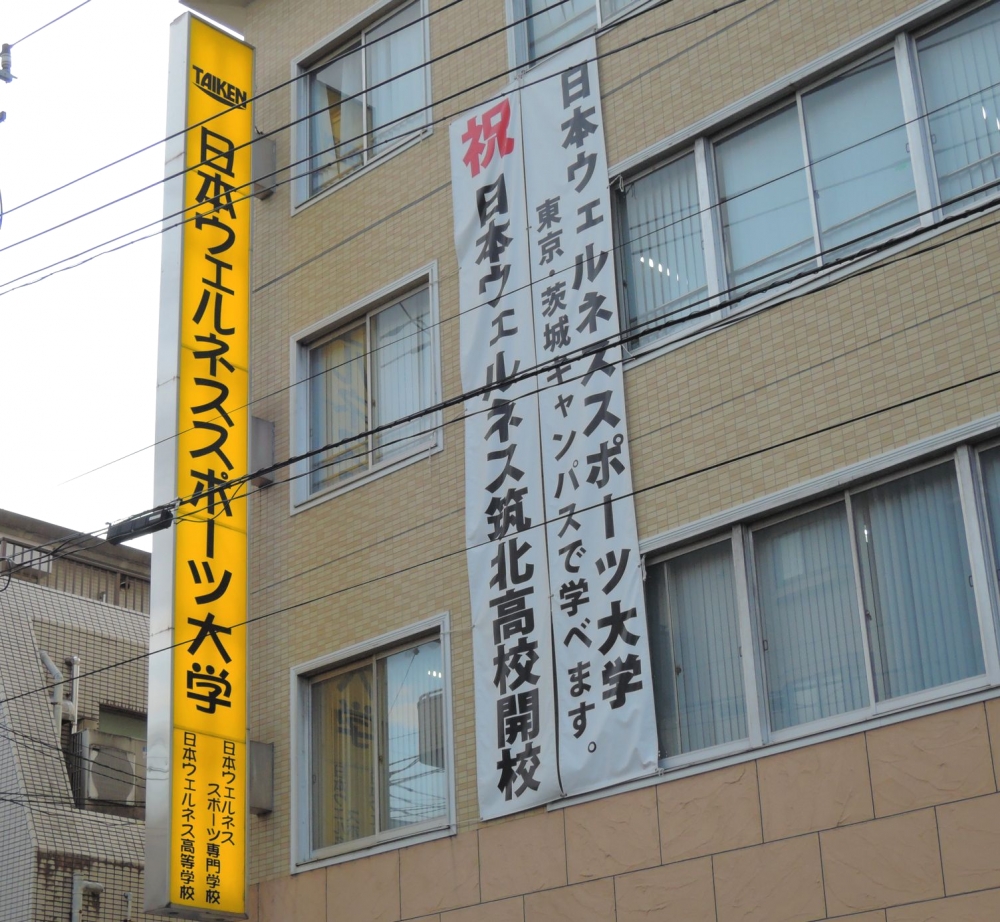 TAIKEN
日本ウェルネススポーツ大学
日本ウェルネス
スポーツ専門学校
日本ウェルネス高等学校
日本ウェルネススポーツ大学
東京・茨城キャンパスで学べます。
祝
日本ウェルネス筑北高校開校